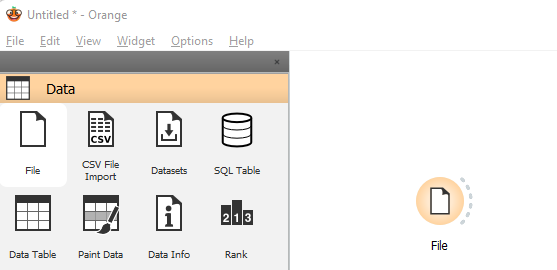 Untitled * - Orange
File Edit View Widget Options Help
×
Data
File CSV File Import Datasets SQL Table
CSV
Data Table Paint Data Data Info Rank
2 1 3
File